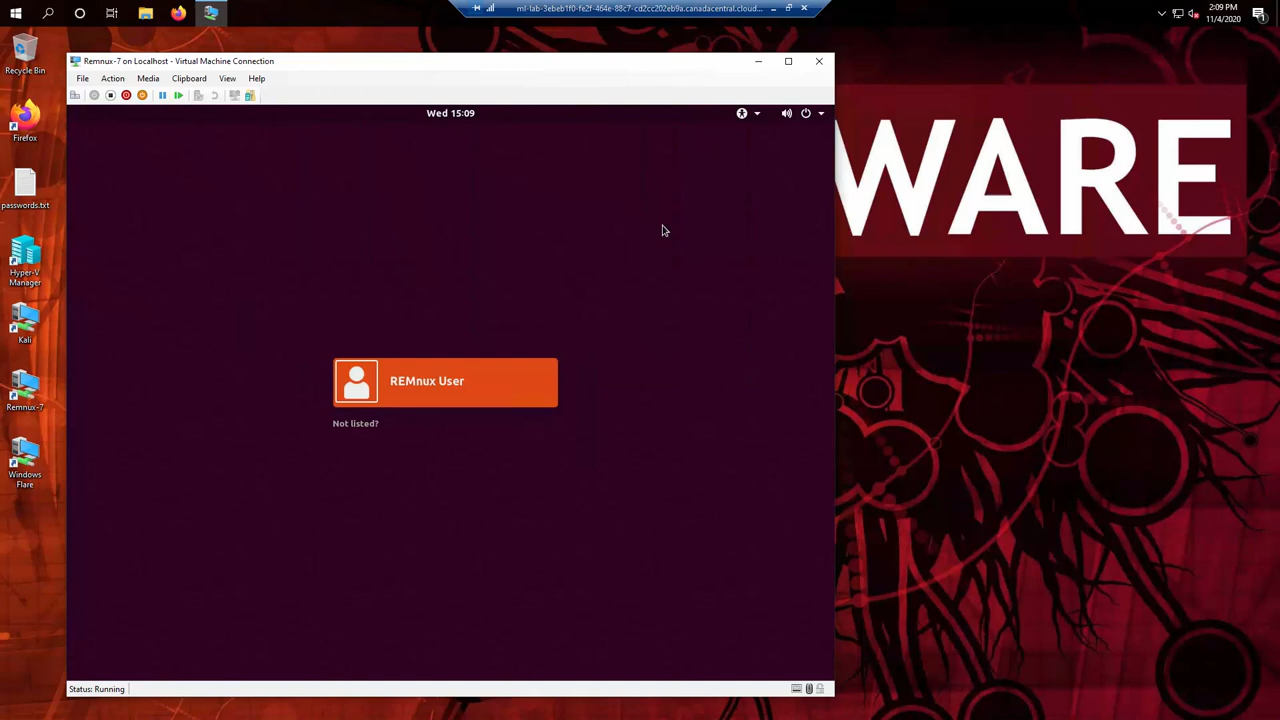 ml-lab-3ebeb1f0-fe2f-464e-88c7-cd2cc202eb9a.canadacentral.cloud...
2:09 PM
11/4/2020
1
Recycle Bin
Firefox
passwords.txt
Hyper-V
Manager
Kali
Remnux-7
Windows
Flare
Remnux-7 on Localhost - Virtual Machine Connection
File Action Media Clipboard View Help
Wed 15:09
REMnux User
Not listed?
Status: Running
WARE